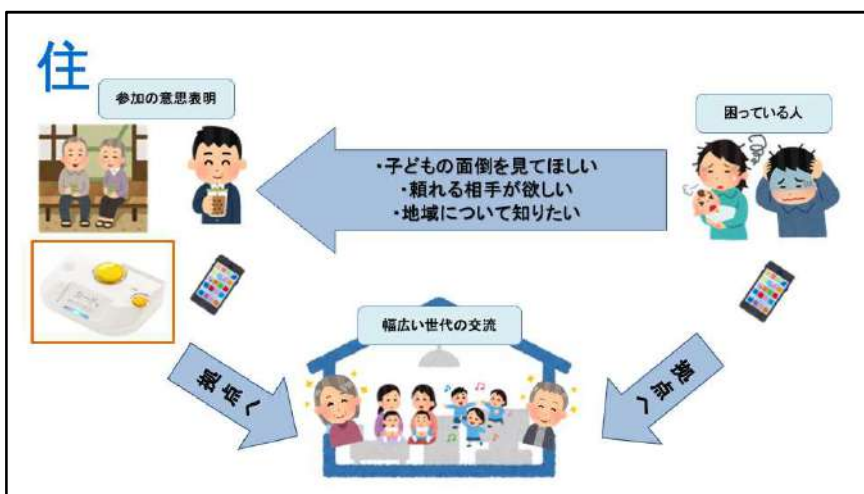 住
参加の意思表明
困っている人
・子どもの面倒を見てほしい
・頼れる相手が欲しい
・地域について知りたい
幅広い世代の交流
拠点へ
拠点へ